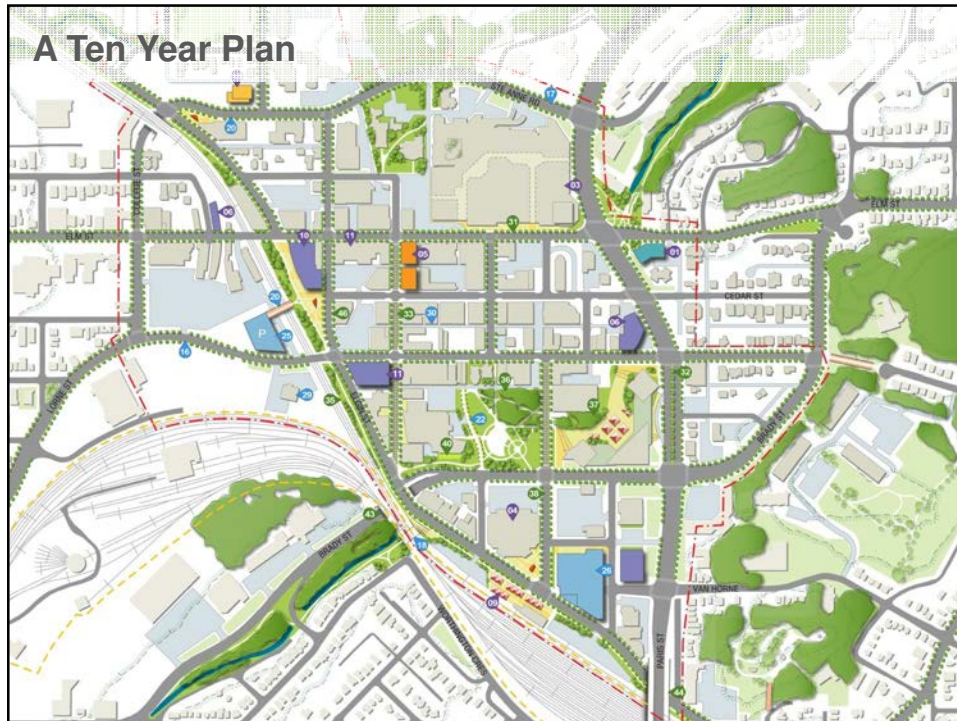 A Ten Year Plan
STE ANNE RD
17
20
03
COLLEGE ST
06
31
ELM ST
ELM ST
10
11
05
01
CEDAR ST
20
46
33
30
06
P
25
16
LORNE ST
11
36
32
29
35
22
37
BRADY ST
40
38
04
43
BRADY ST
18
26
VAN HORNE
09
WORTHINGTON CRES
PARIS ST
44